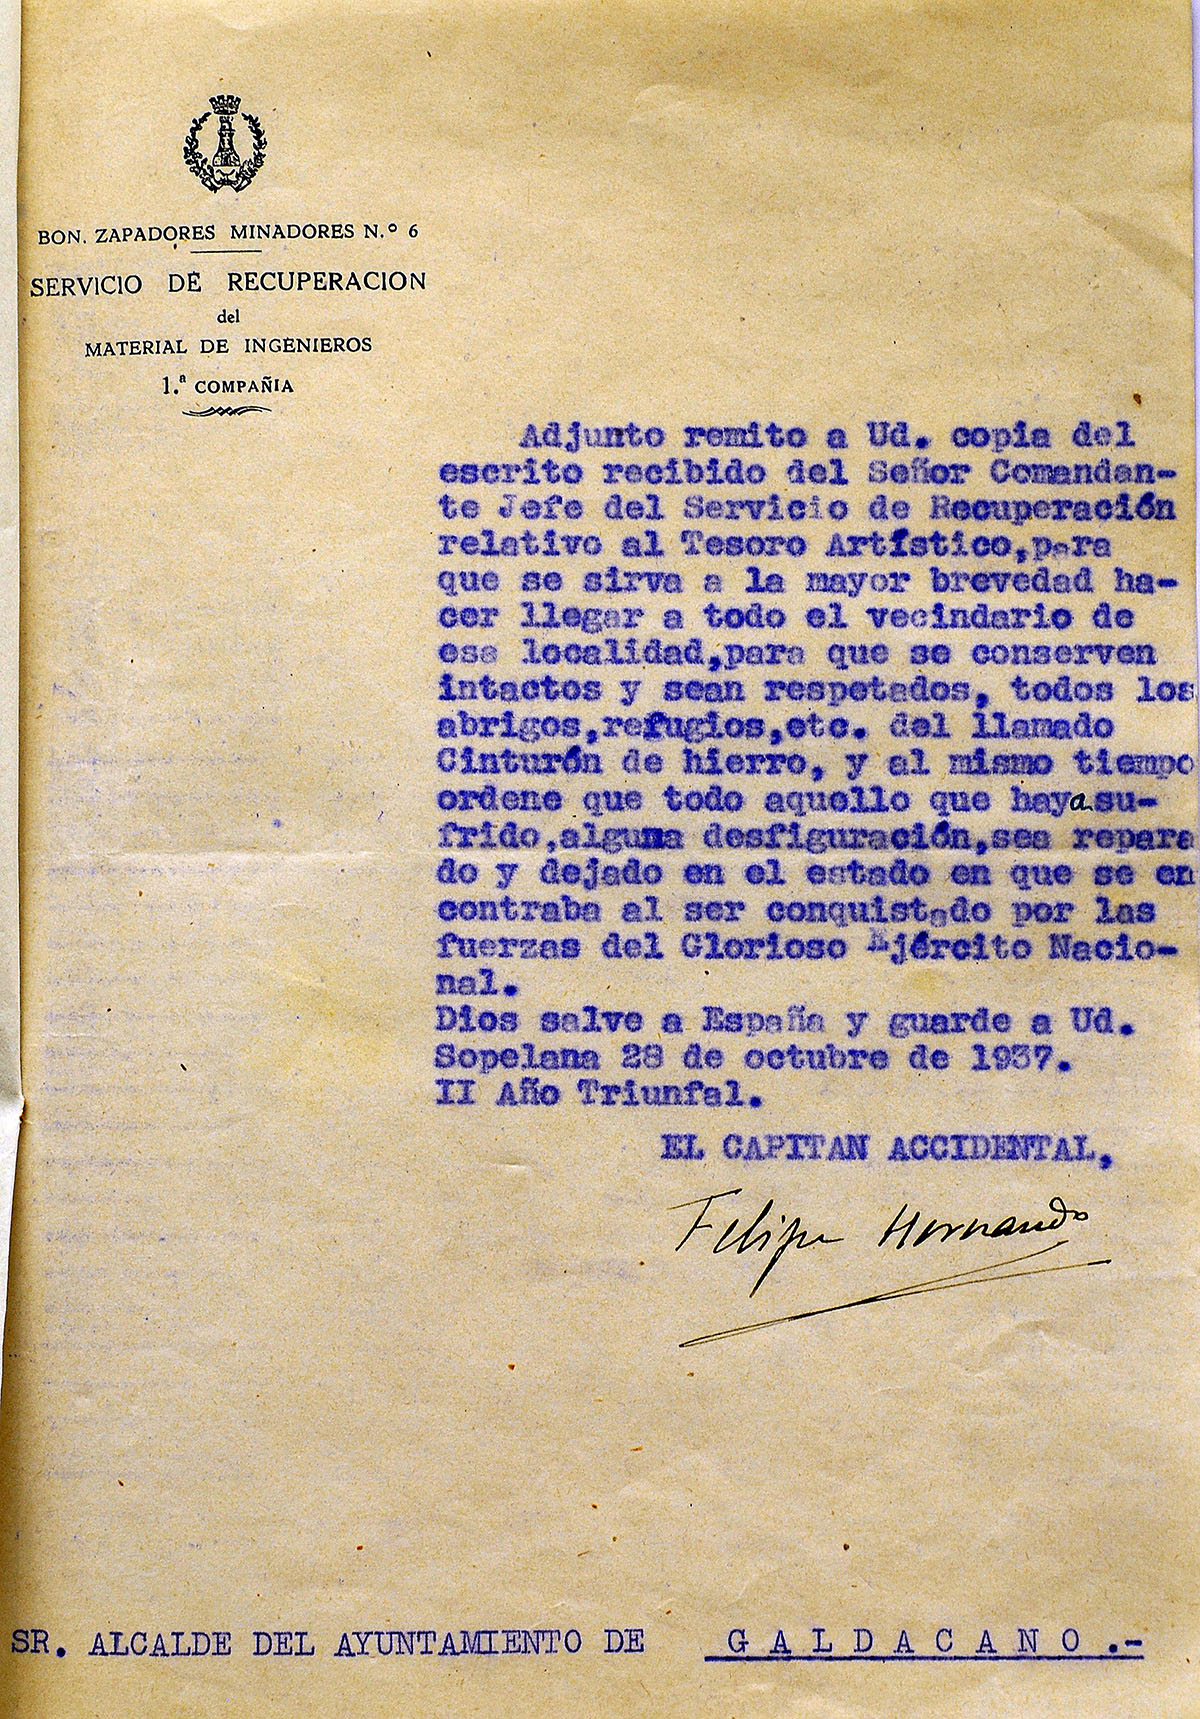 BON. ZAPADORES MINADORES N.º 6
SERVICIO DE RECUPERACION
del
MATERIAL DE INGENIEROS
1.ª COMPAÑIA
Adjunto remito a Ud. copia del
escrito recibido del Señor Comandan-
te Jefe del Servicio de Recuperación
relativo al Tesoro Artístico,para
que se sirva a la mayor brevedad ha-
cer llegar a todo el vecindario de
esa localidad,para que se conserven
intactos y sean respetados, todos los
abrigos,refugios,etc. del llamado
Cinturón de hierro, y al mismo tiempo
ordene que todo aquello que haya su-
frido,alguna desfiguración,sea repara
do y dejado en el estado en que se en
contraba al ser conquistado por las
fuerzas del Glorioso Ejército Nacio-
nal.
Dios salve a España y guarde a Ud.
Sopelana 28 de octubre de 1937.
II Año Triunfal.
EL CAPITAN ACCIDENTAL,
Felipe Hernando
SR. ALCALDE DEL AYUNTAMIENTO DE G A L D A C A N O .-